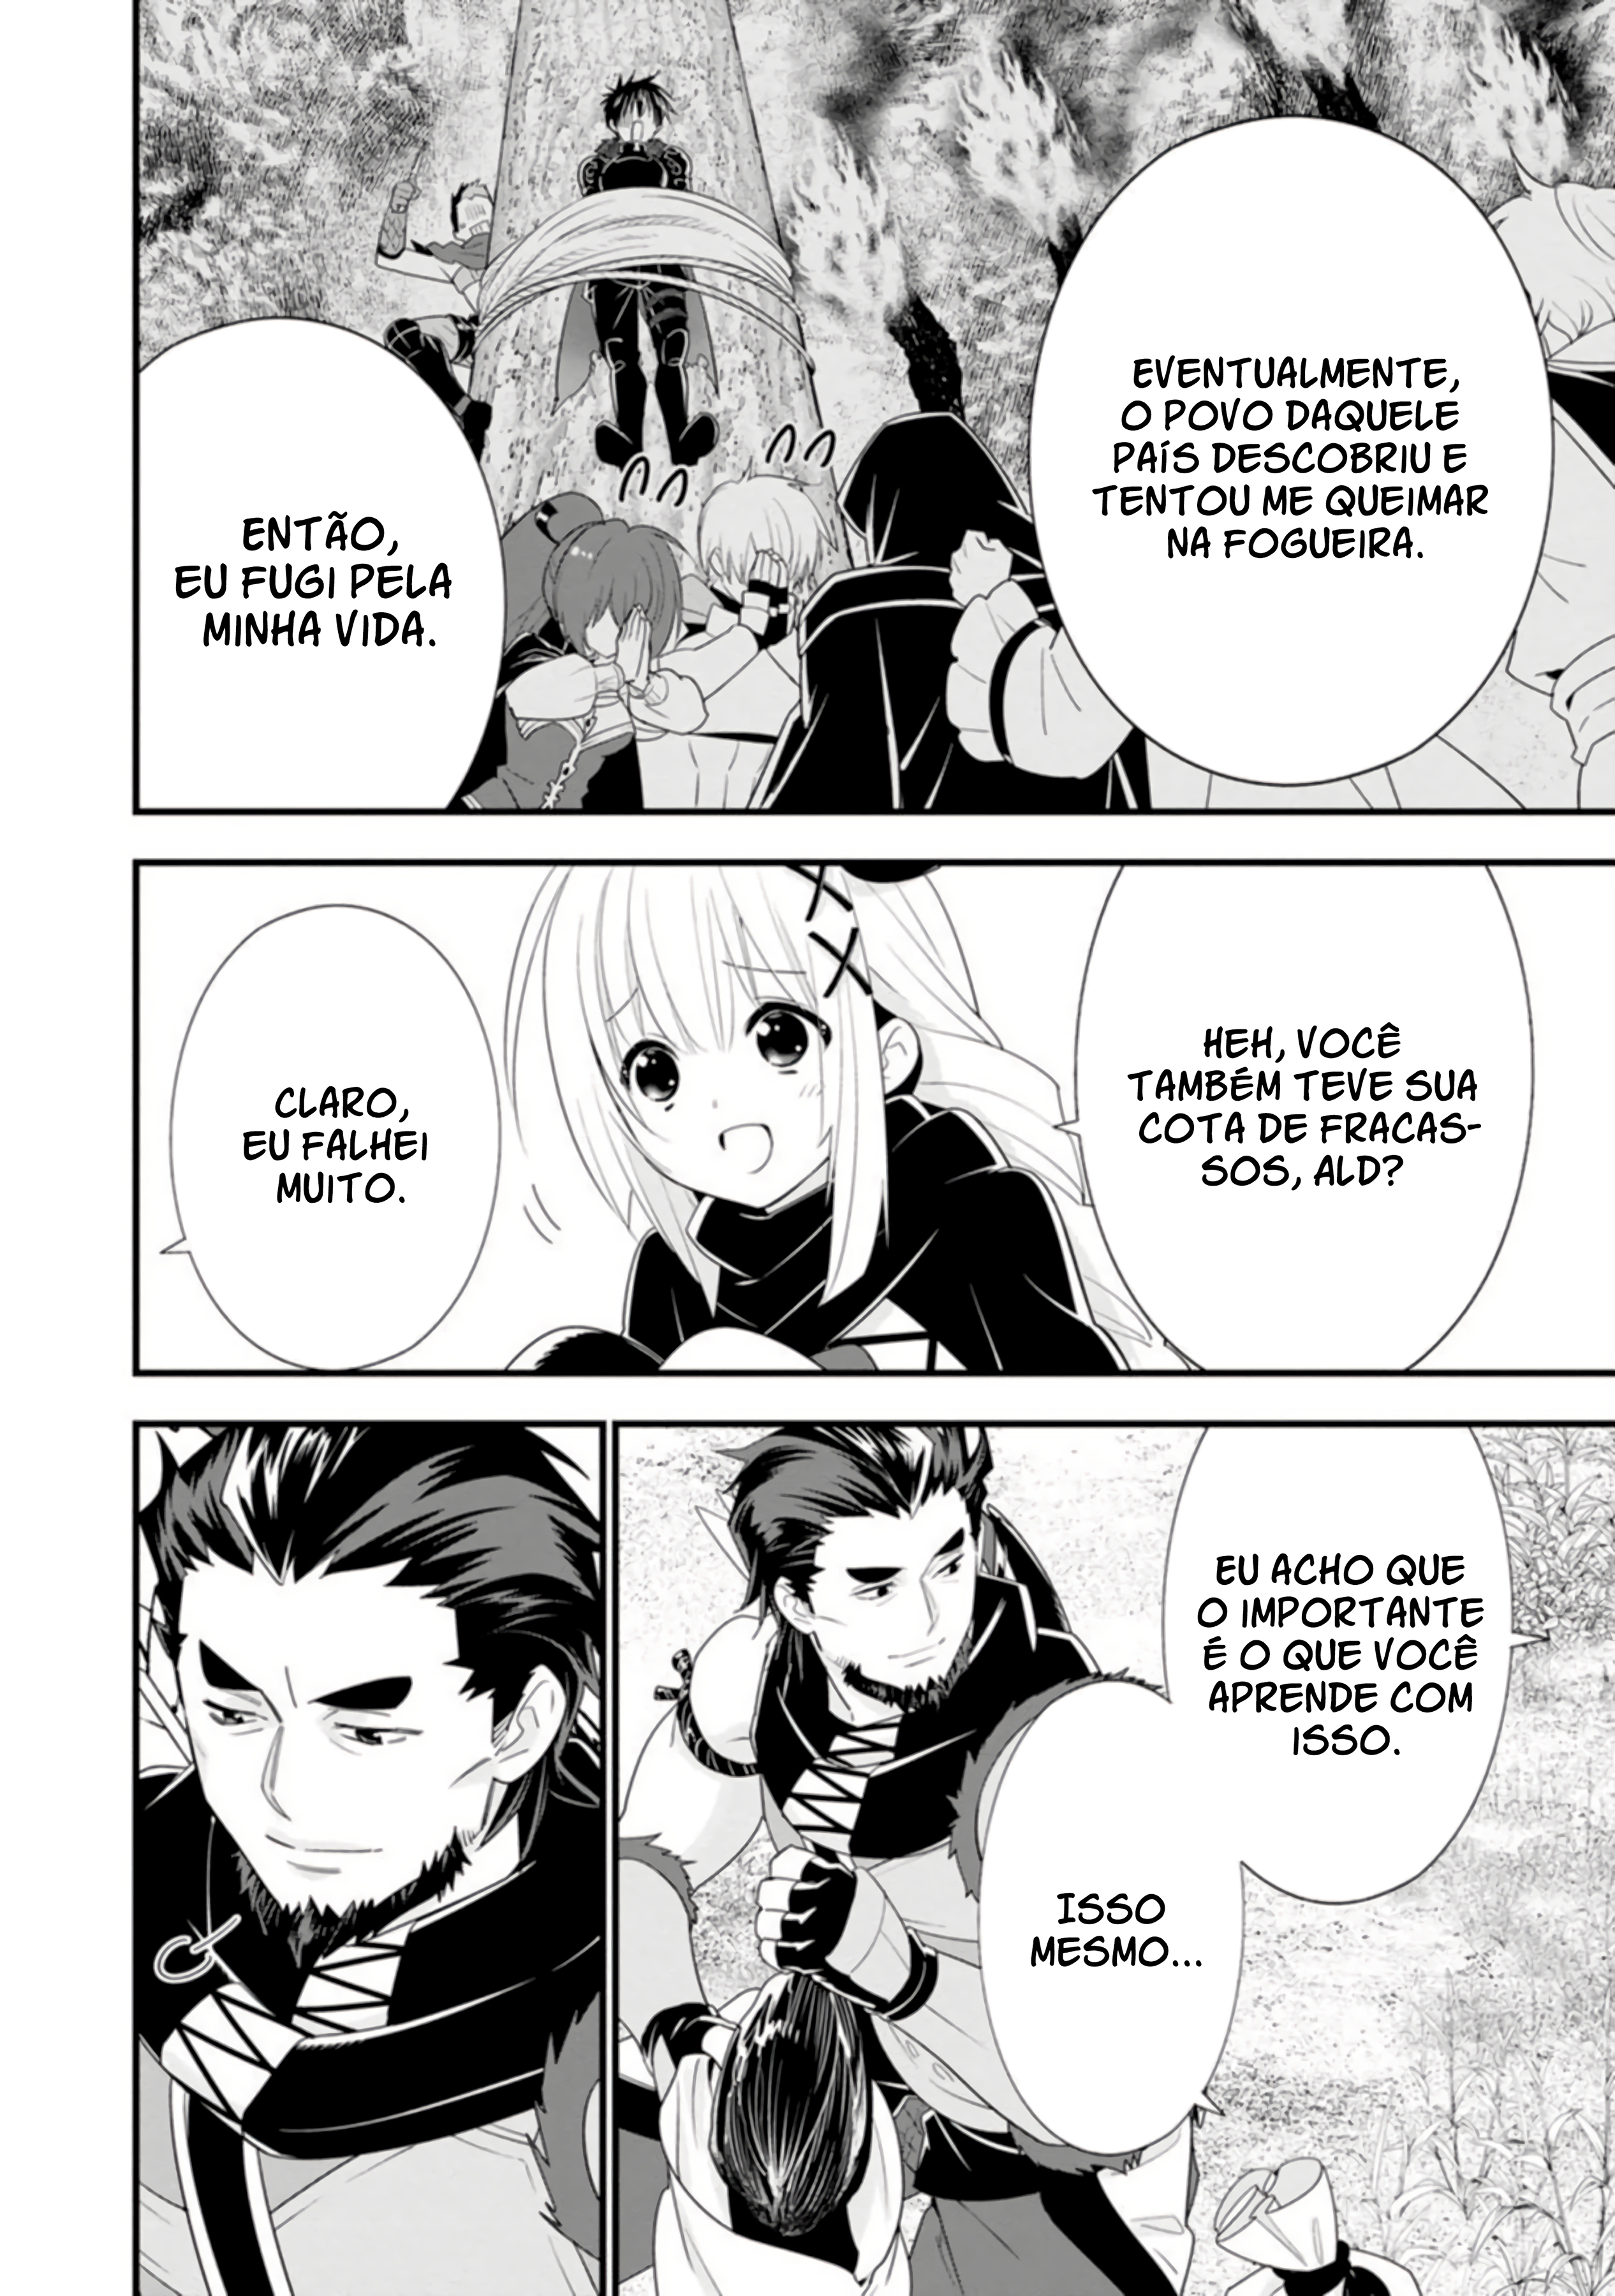 EVENTUALMENTE,
O POVO DAQUELE
PAÍS DESCOBRIU E
TENTOU ME QUEIMAR
NA FOGUEIRA.
ENTÃO,
EU FUGI PELA
MINHA VIDA.
HEH, VOCÊ
TAMBÉM TEVE SUA
COTA DE FRACAS-
SOS, ALD?
CLARO,
EU FALHEI
MUITO.
EU ACHO QUE
O IMPORTANTE
É O QUE VOCÊ
APRENDE COM
ISSO.
ISSO
MESMO...